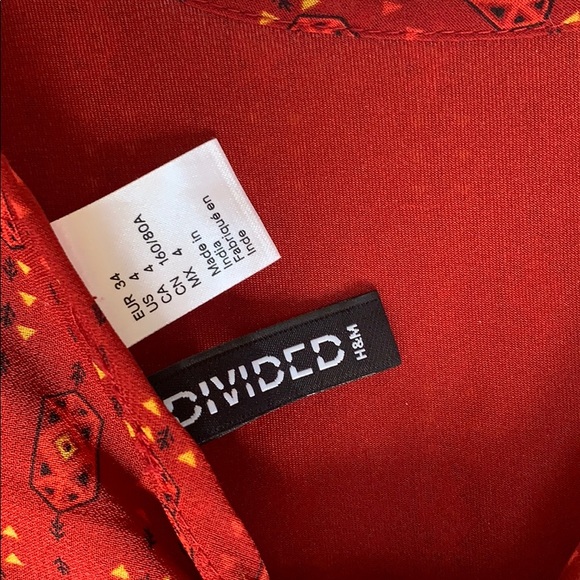 EUR 34
US 4
CA 4
CN 160/80A
MX 4
Made in
India
Fabriqué en
Inde
DIVIDED
H&M